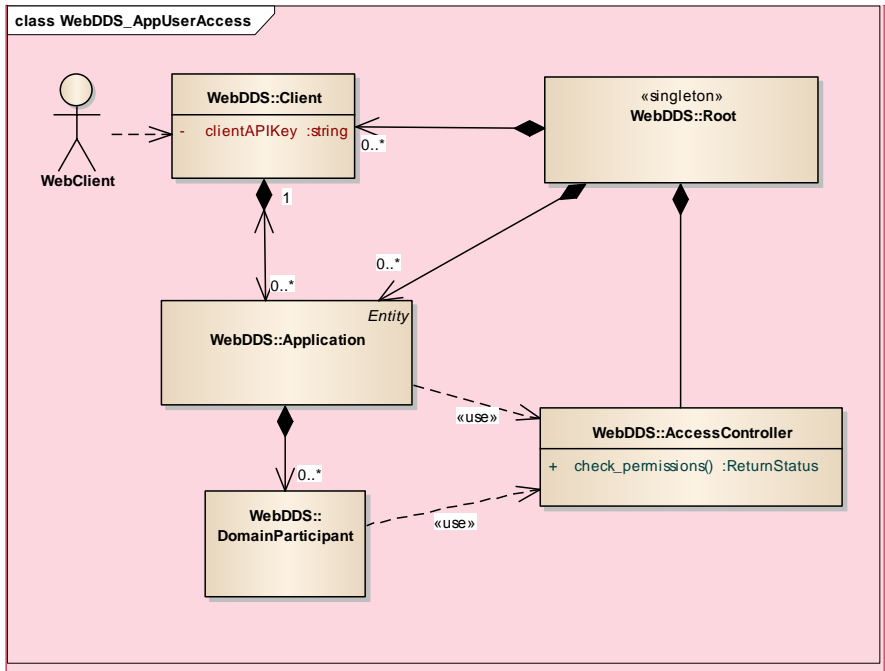 class WebDDS_AppUserAccess
WebClient
WebDDS::Client
- clientAPIKey :string
«singleton»
WebDDS::Root
0..*
1
0..*
0..*
Entity
WebDDS::Application
«use»
WebDDS::AccessController
+ check_permissions() :ReturnStatus
0..*
WebDDS::
DomainParticipant
«use»